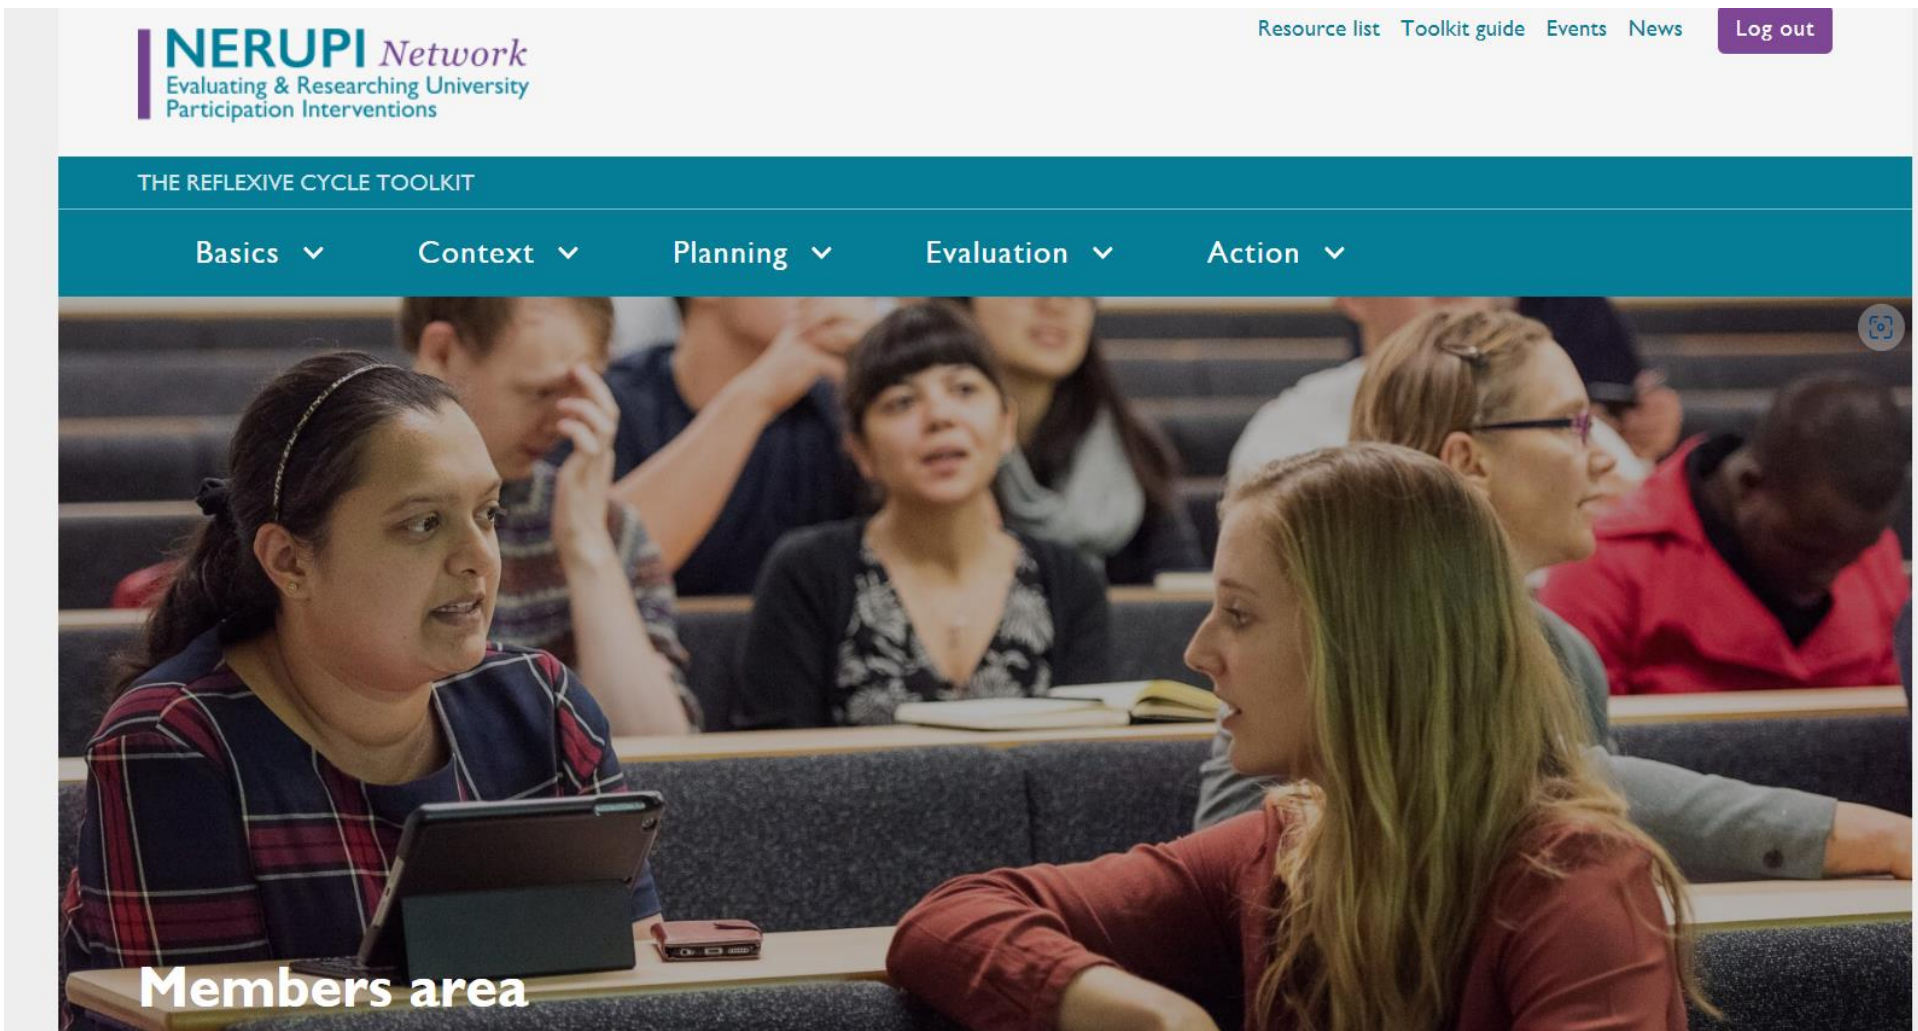 NERUPI Network
Evaluating & Researching University
Participation Interventions
Resource list Toolkit guide Events News Log out
THE REFLEXIVE CYCLE TOOLKIT
Basics Context Planning Evaluation Action
Members area